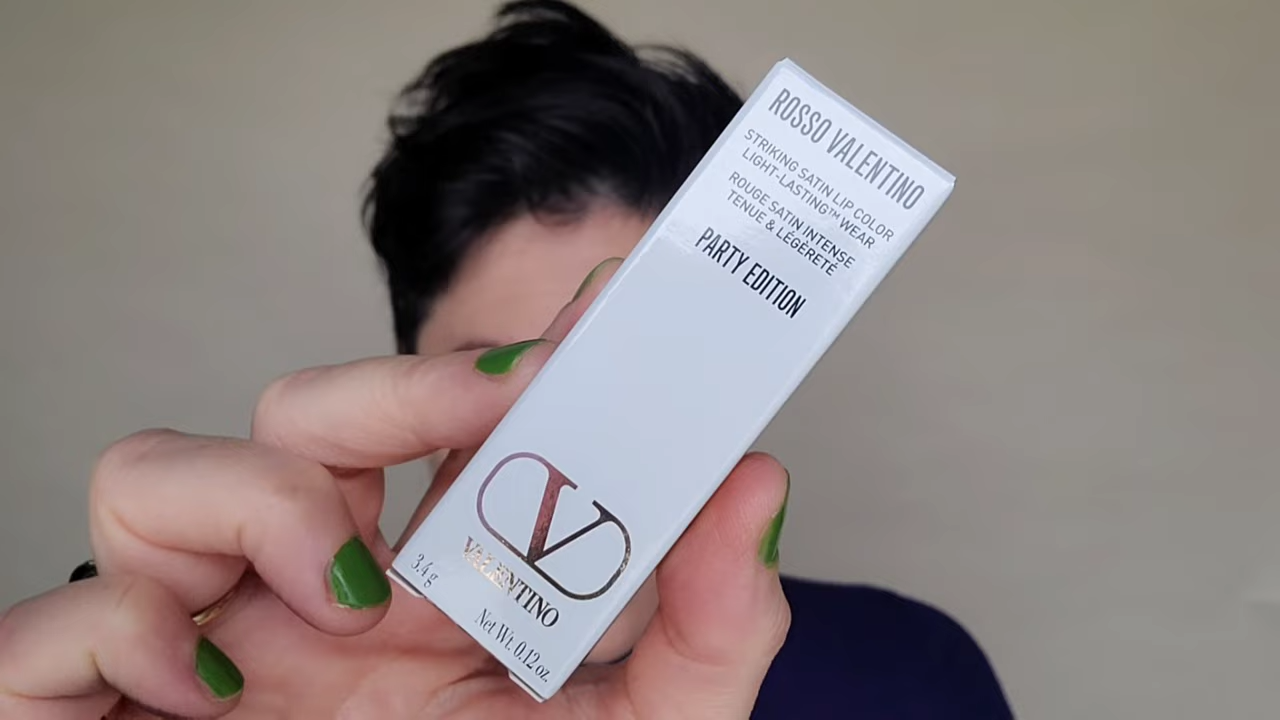 ROSSO VALENTINO
STRIKING SATIN LIP COLOR
LIGHT-LASTING™ WEAR
ROUGE SATIN INTENSE
TENUE & LÉGÈRETÉ
PARTY EDITION
V
VALENTINO
3.4 g
Net Wt. 0.12 oz.